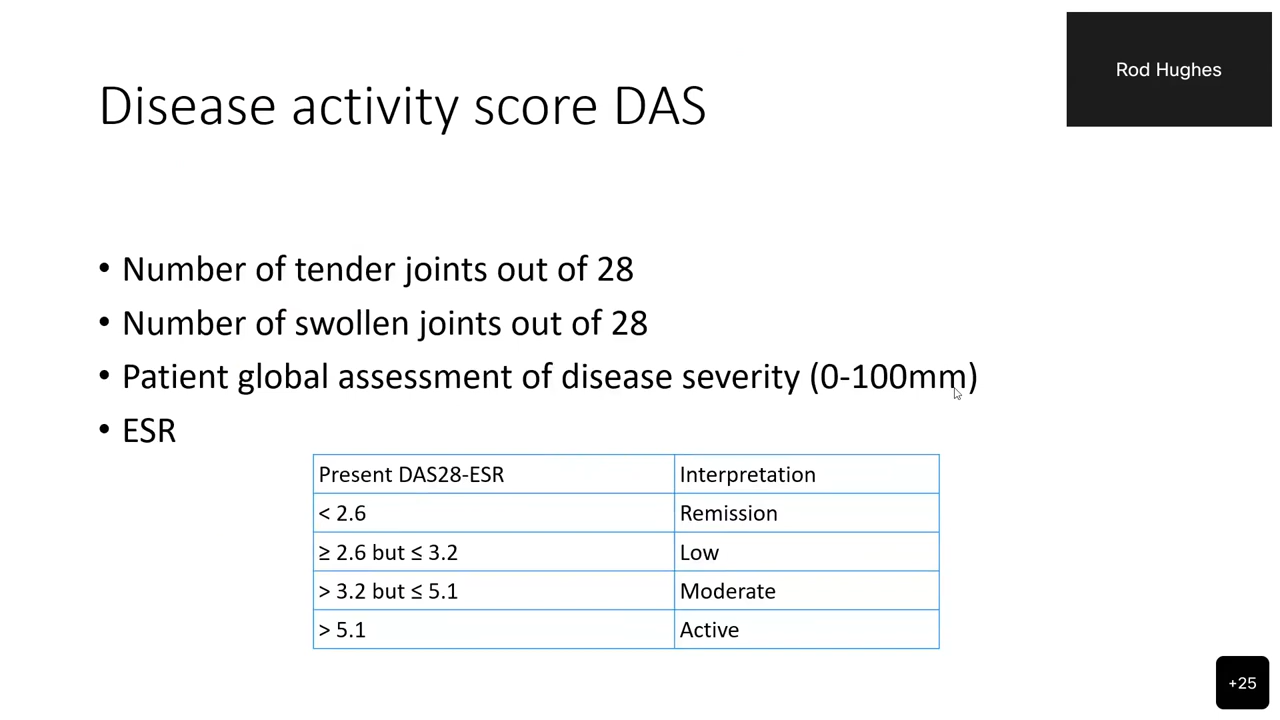 Rod Hughes
Disease activity score DAS
• Number of tender joints out of 28
• Number of swollen joints out of 28
• Patient global assessment of disease severity (0-100mm)
• ESR
Present DAS28-ESR Interpretation
< 2.6 Remission
≥ 2.6 but ≤ 3.2 Low
> 3.2 but ≤ 5.1 Moderate
> 5.1 Active
+25